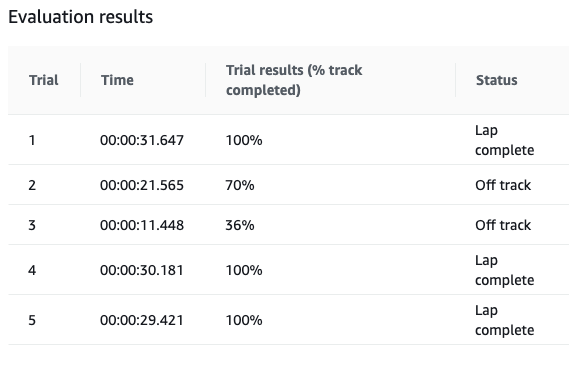 Evaluation results
Trial Time Trial results (% track completed) Status
1 00:00:31.647 100% Lap complete
2 00:00:21.565 70% Off track
3 00:00:11.448 36% Off track
4 00:00:30.181 100% Lap complete
5 00:00:29.421 100% Lap complete